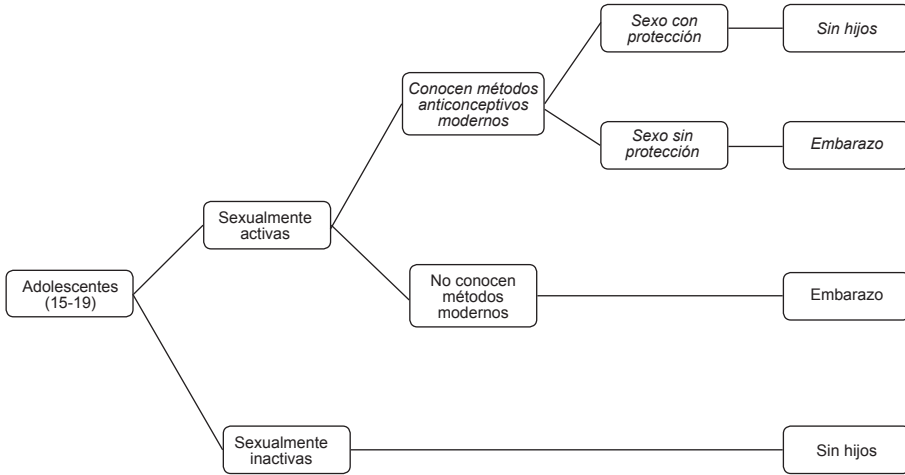 Sexo con
protección
Sin hijos
Conocen métodos
anticonceptivos
modernos
Sexo sin
protección
Embarazo
Sexualmente
activas
Adolescentes
(15-19)
No conocen
métodos
modernos
Embarazo
Sexualmente
inactivas
Sin hijos